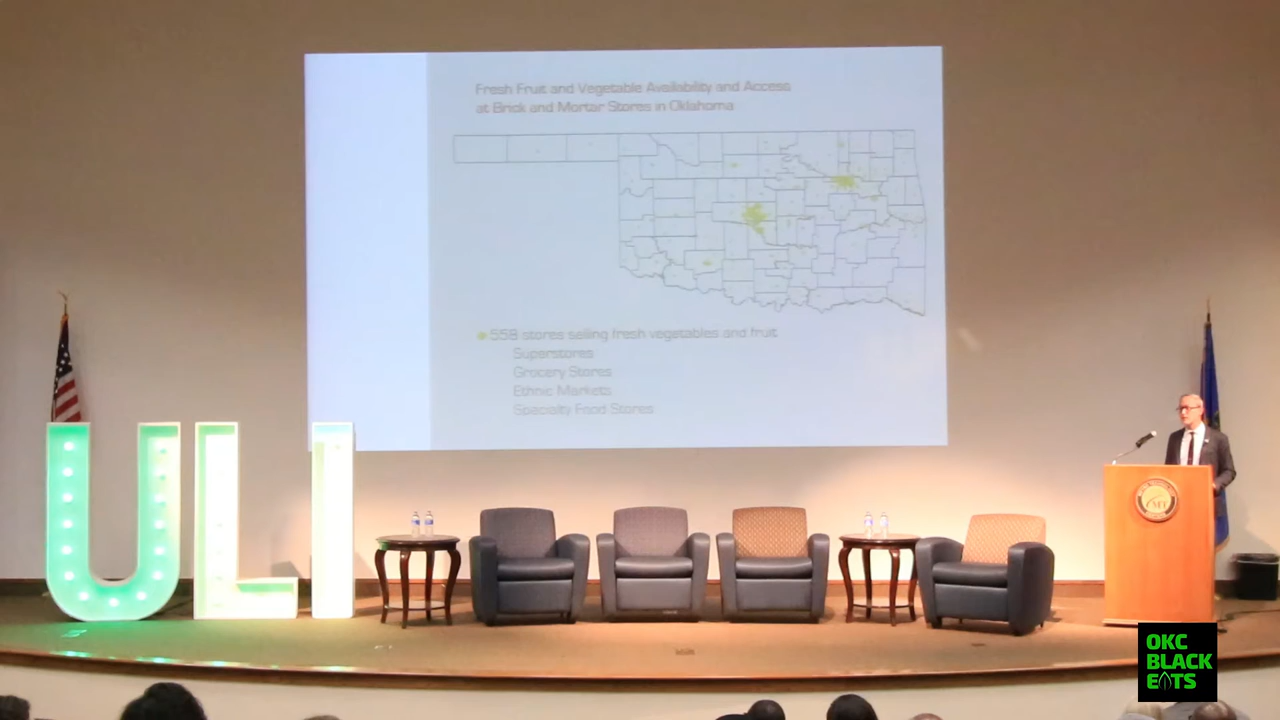 Fresh Fruit and Vegetable Availability and Access
at Brick and Mortar Stores in Oklahoma
558 stores selling fresh vegetables and fruit
Superstores
Grocery Stores
Ethnic Markets
Specialty Food Stores
ULI
OKC
BLACK
EATS